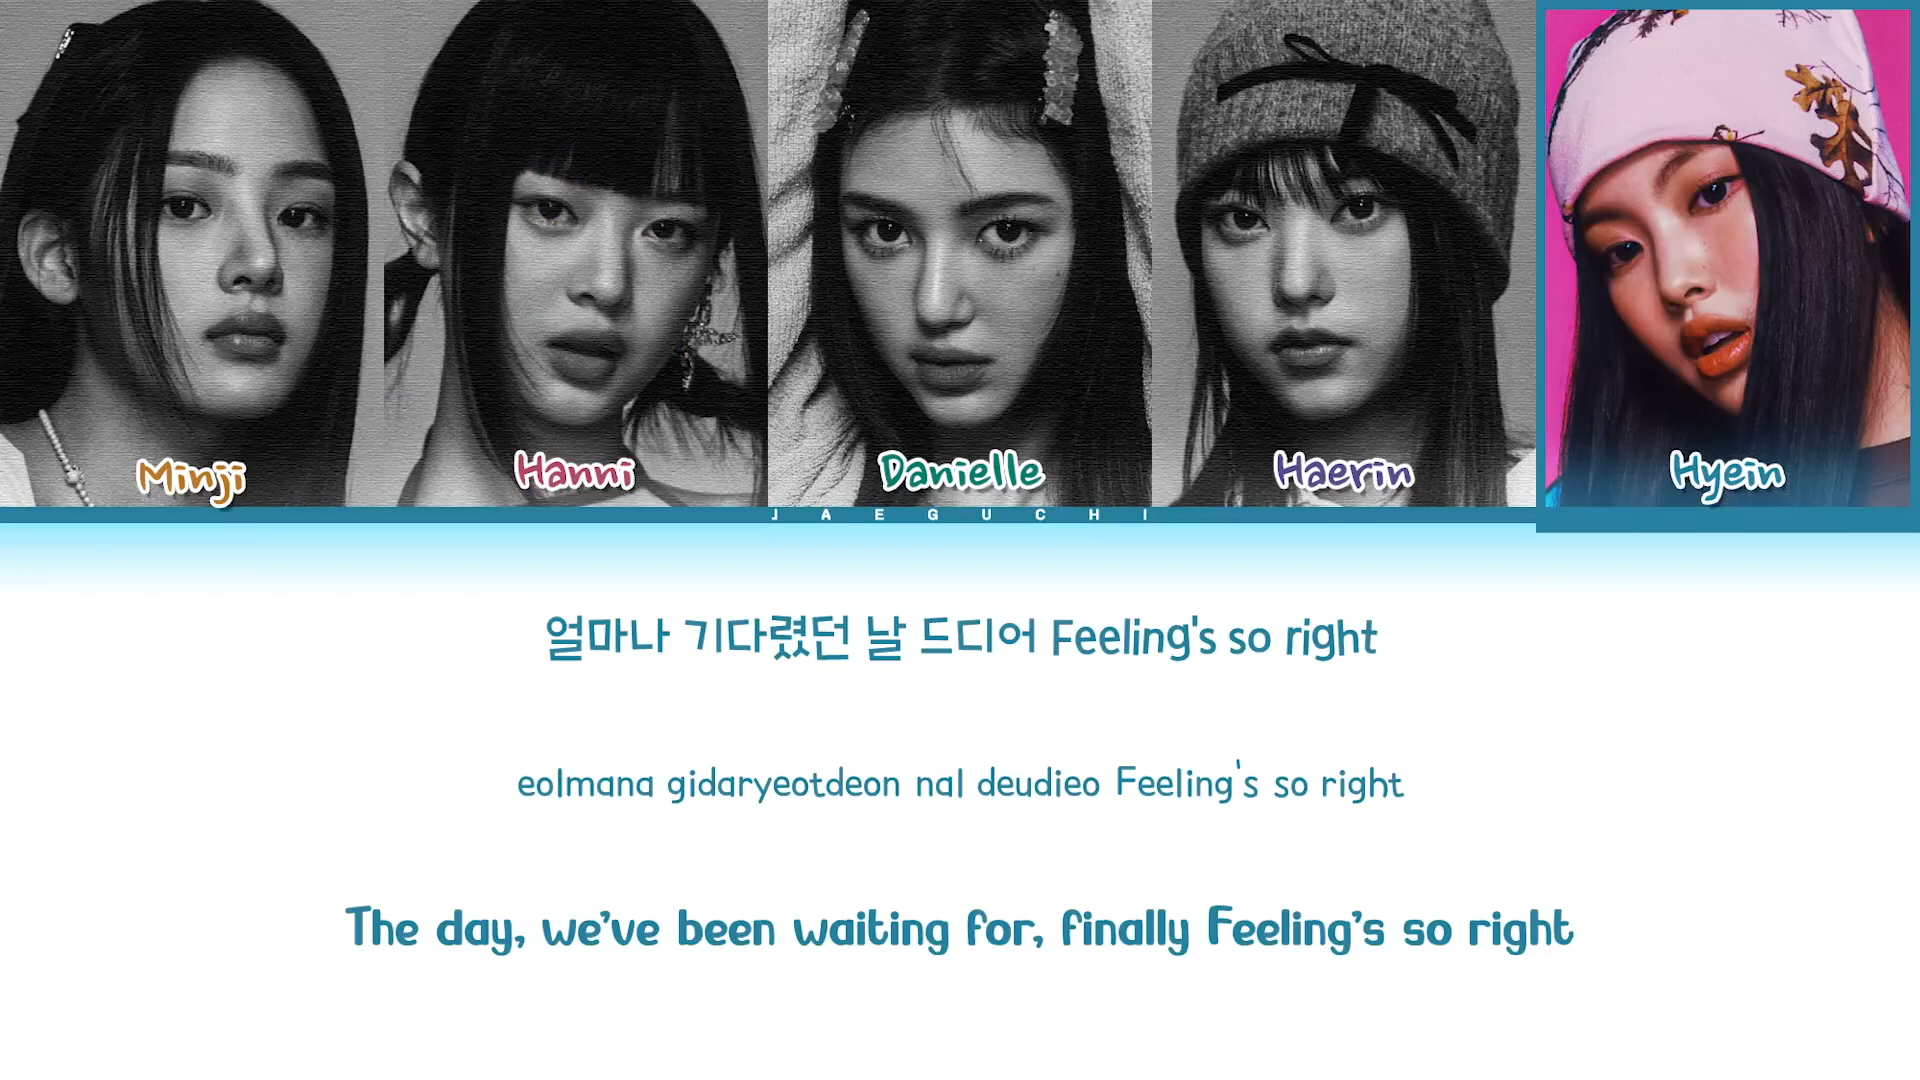 Minji
Hanni
Danielle
Haerin
Hyein
JAEGUCHI
얼마나 기다렸던 날 드디어 Feeling's so right
eolmana gidaryeotdeon nal deudieo Feeling's so right
The day, we've been waiting for, finally Feeling's so right